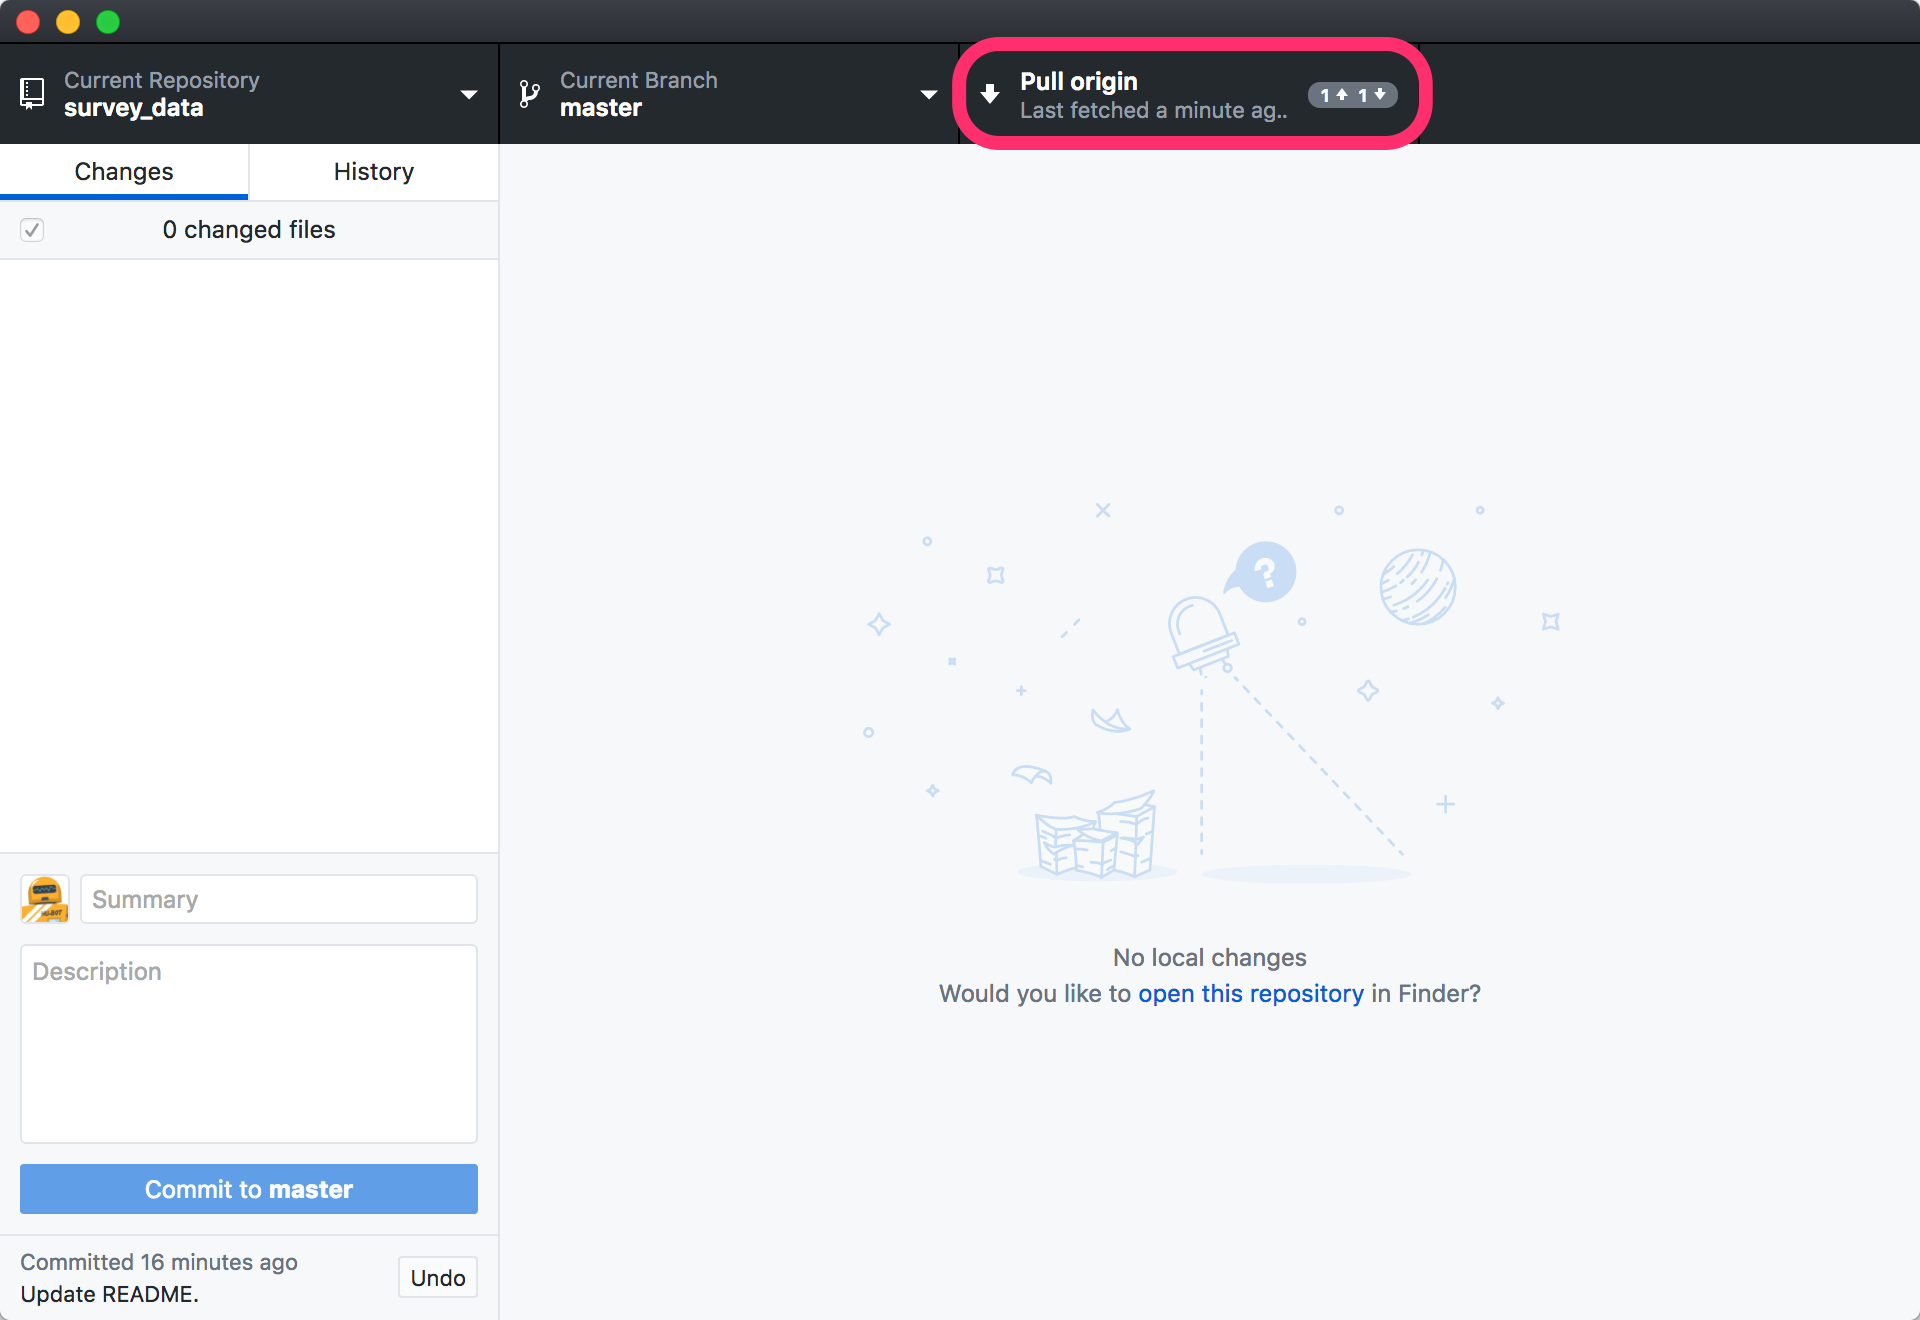 Current Repository
survey_data
Current Branch
master
Pull origin
Last fetched a minute ag..
1 1
Changes
History
0 changed files
?
HU-BOT
Summary
Description
No local changes
Would you like to open this repository in Finder?
Commit to master
Committed 16 minutes ago
Update README.
Undo